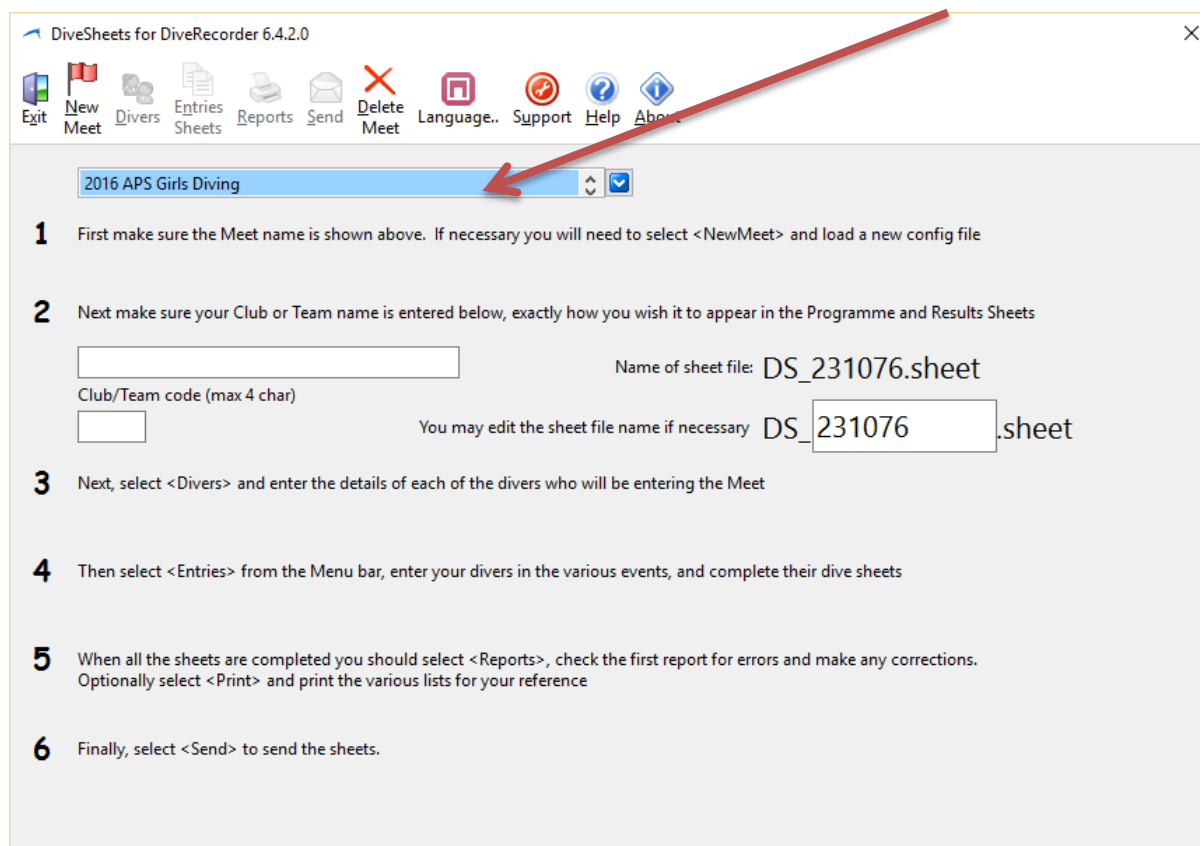 DiveSheets for DiveRecorder 6.4.2.0
Exit
New Meet
Divers
Entries Sheets
Reports
Send
Delete Meet
Language..
Support
Help
About
2016 APS Girls Diving
1 First make sure the Meet name is shown above. If necessary you will need to select <NewMeet> and load a new config file
2 Next make sure your Club or Team name is entered below, exactly how you wish it to appear in the Programme and Results Sheets
Name of sheet file: DS_231076.sheet
Club/Team code (max 4 char)
You may edit the sheet file name if necessary DS_ 231076 .sheet
3 Next, select <Divers> and enter the details of each of the divers who will be entering the Meet
4 Then select <Entries> from the Menu bar, enter your divers in the various events, and complete their dive sheets
5 When all the sheets are completed you should select <Reports>, check the first report for errors and make any corrections.
Optionally select <Print> and print the various lists for your reference
6 Finally, select <Send> to send the sheets.